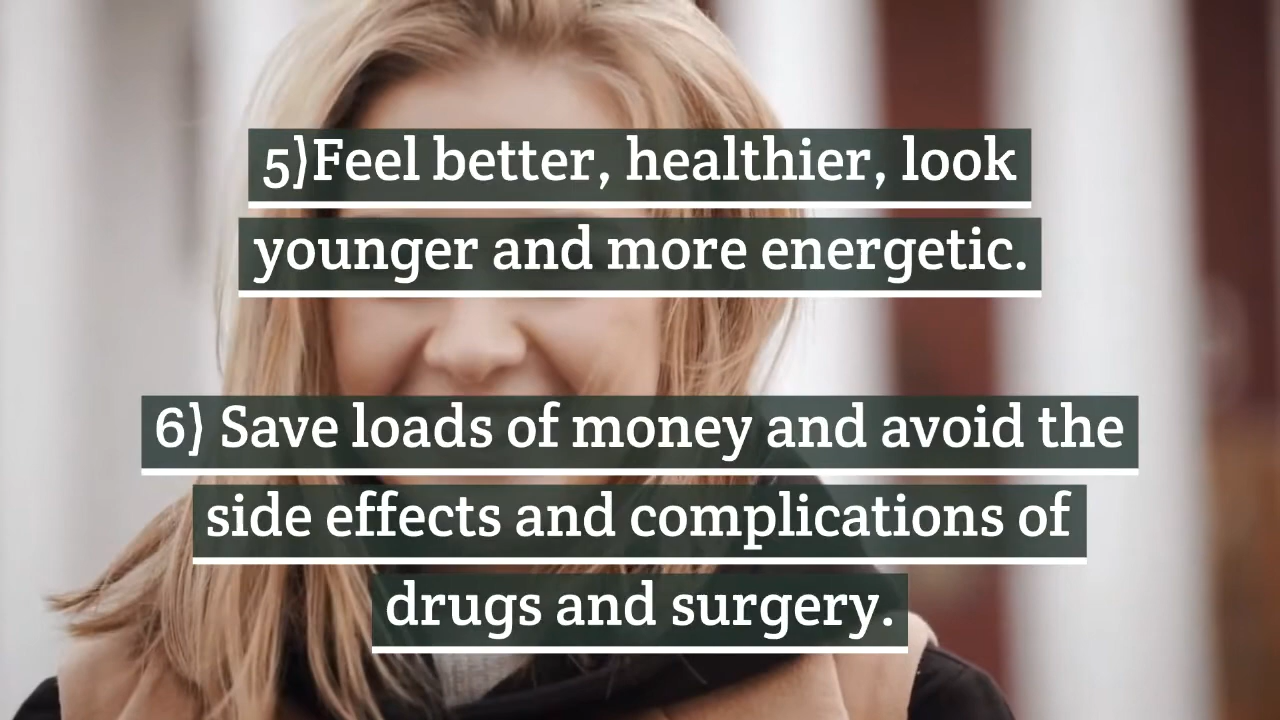 5)Feel better, healthier, look
younger and more energetic.
6) Save loads of money and avoid the
side effects and complications of
drugs and surgery.